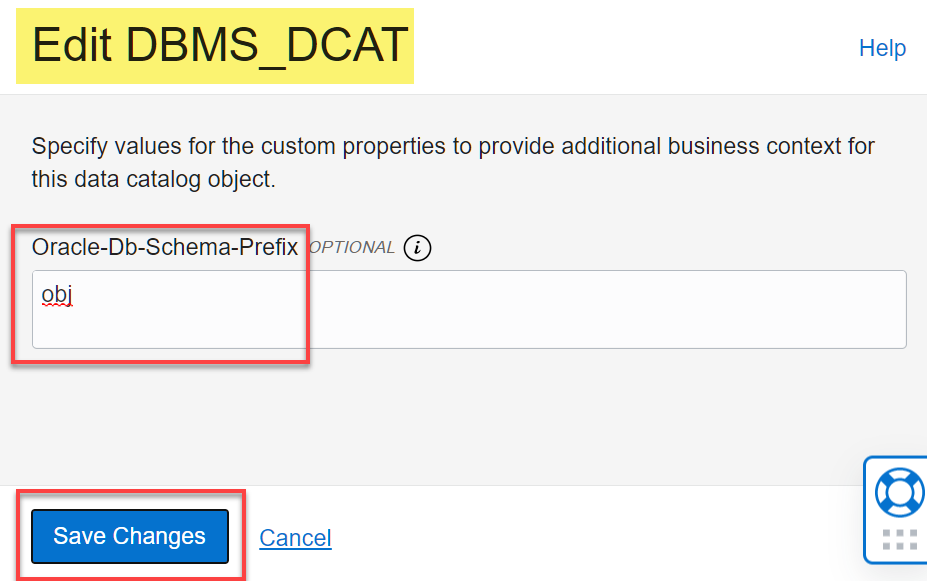 Edit DBMS_DCAT
Help
Specify values for the custom properties to provide additional business context for
this data catalog object.
Oracle-Db-Schema-Prefix OPTIONAL i
obj
Save Changes Cancel